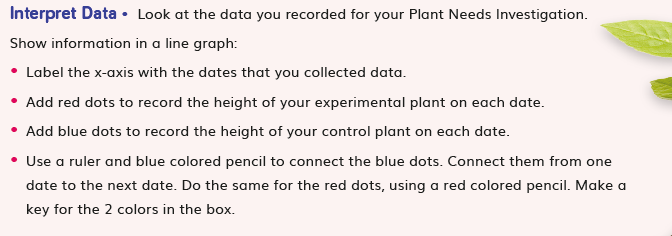 Interpret Data • Look at the data you recorded for your Plant Needs Investigation.
Show information in a line graph:
• Label the x-axis with the dates that you collected data.
• Add red dots to record the height of your experimental plant on each date.
• Add blue dots to record the height of your control plant on each date.
• Use a ruler and blue colored pencil to connect the blue dots. Connect them from one
date to the next date. Do the same for the red dots, using a red colored pencil. Make a
key for the 2 colors in the box.